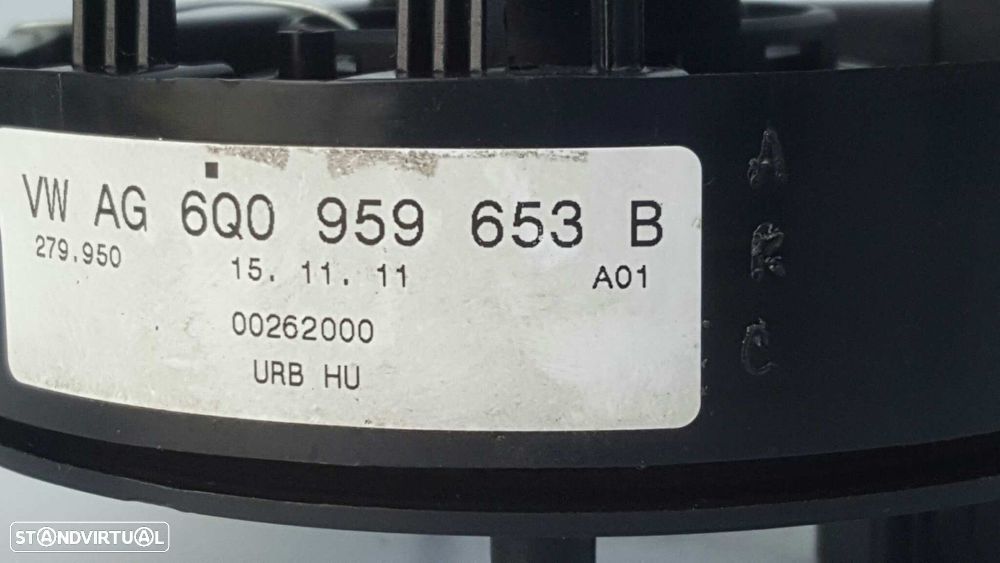 VW AG 6Q0 959 653 B
279.950 15. 11. 11 A01
00262000
URB HU
A
R
C
STANDVIRTUAL